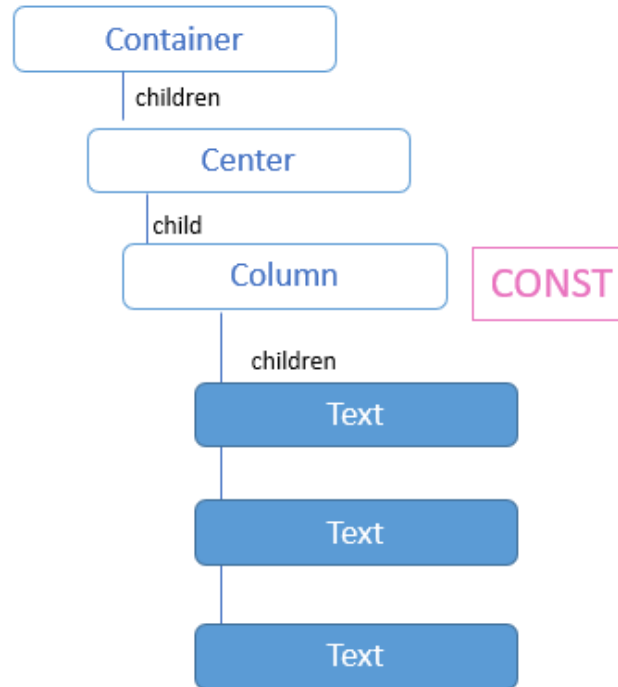 Container
children
Center
child
Column
CONST
children
Text
Text
Text